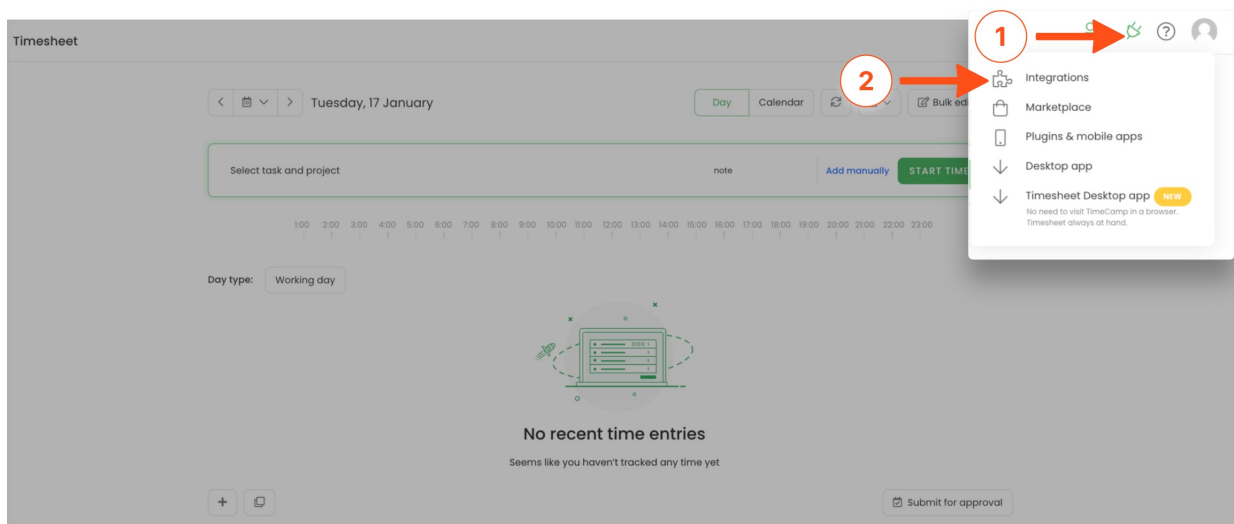 Timesheet
1
2
Tuesday, 17 January
Day
Calendar
Bulk edi
Integrations
Marketplace
Plugins & mobile apps
Desktop app
Timesheet Desktop app NEW
No need to visit TimeCamp in a browser.
Timesheet always at hand.
Select task and project
note
Add manually
START TIME
1:00 2:00 3:00 4:00 5:00 6:00 7:00 8:00 9:00 10:00 11:00 12:00 13:00 14:00 15:00 16:00 17:00 18:00 19:00 20:00 21:00 22:00 23:00
Day type:
Working day
No recent time entries
Seems like you haven't tracked any time yet
Submit for approval